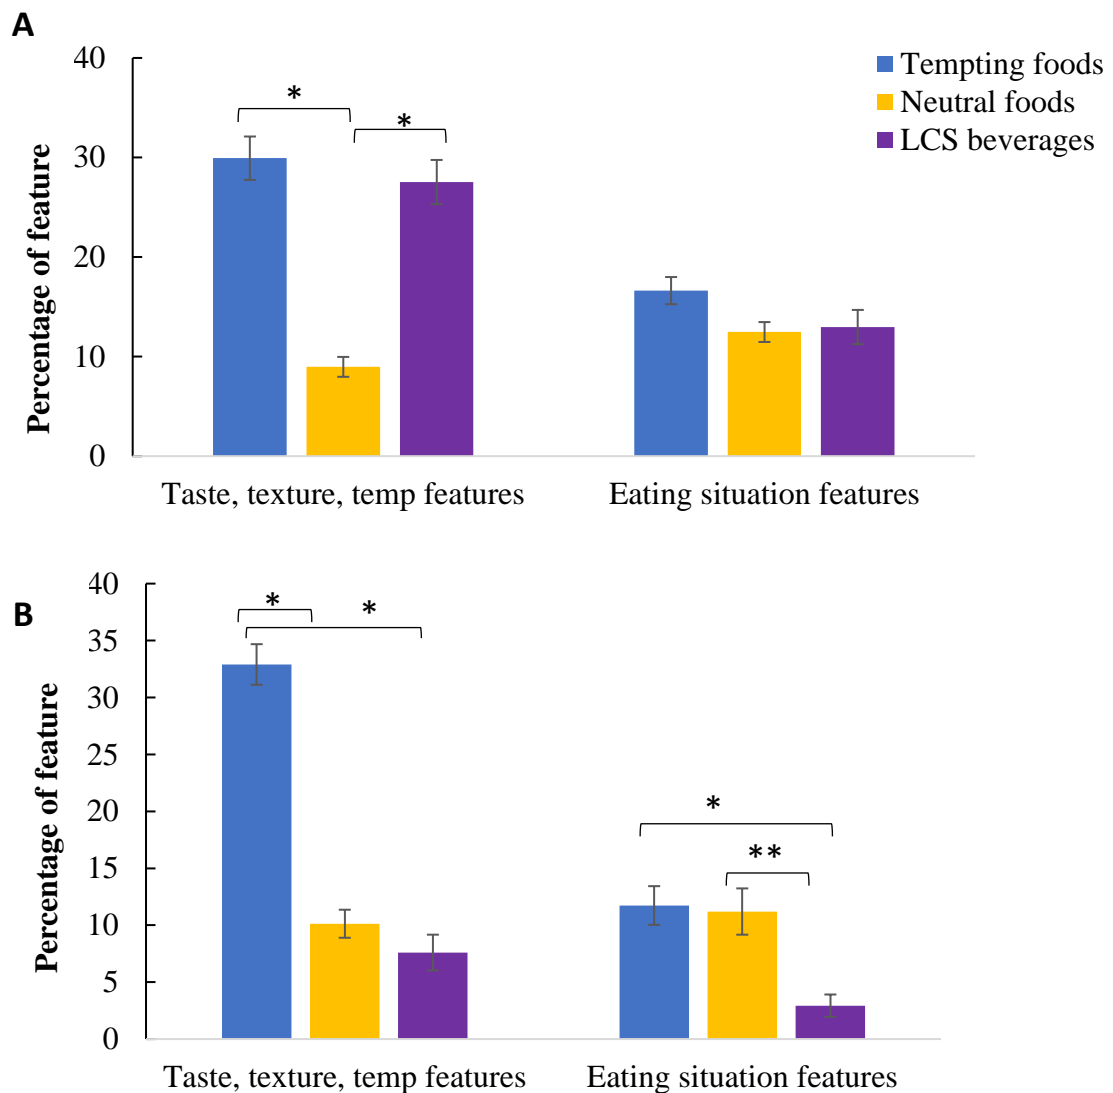 A
40
30
20
10
0
Percentage of feature
*
*
Tempting foods
Neutral foods
LCS beverages
Taste, texture, temp features
Eating situation features
B
40
35
30
25
20
15
10
5
0
Percentage of feature
*
*
*
**
Taste, texture, temp features
Eating situation features